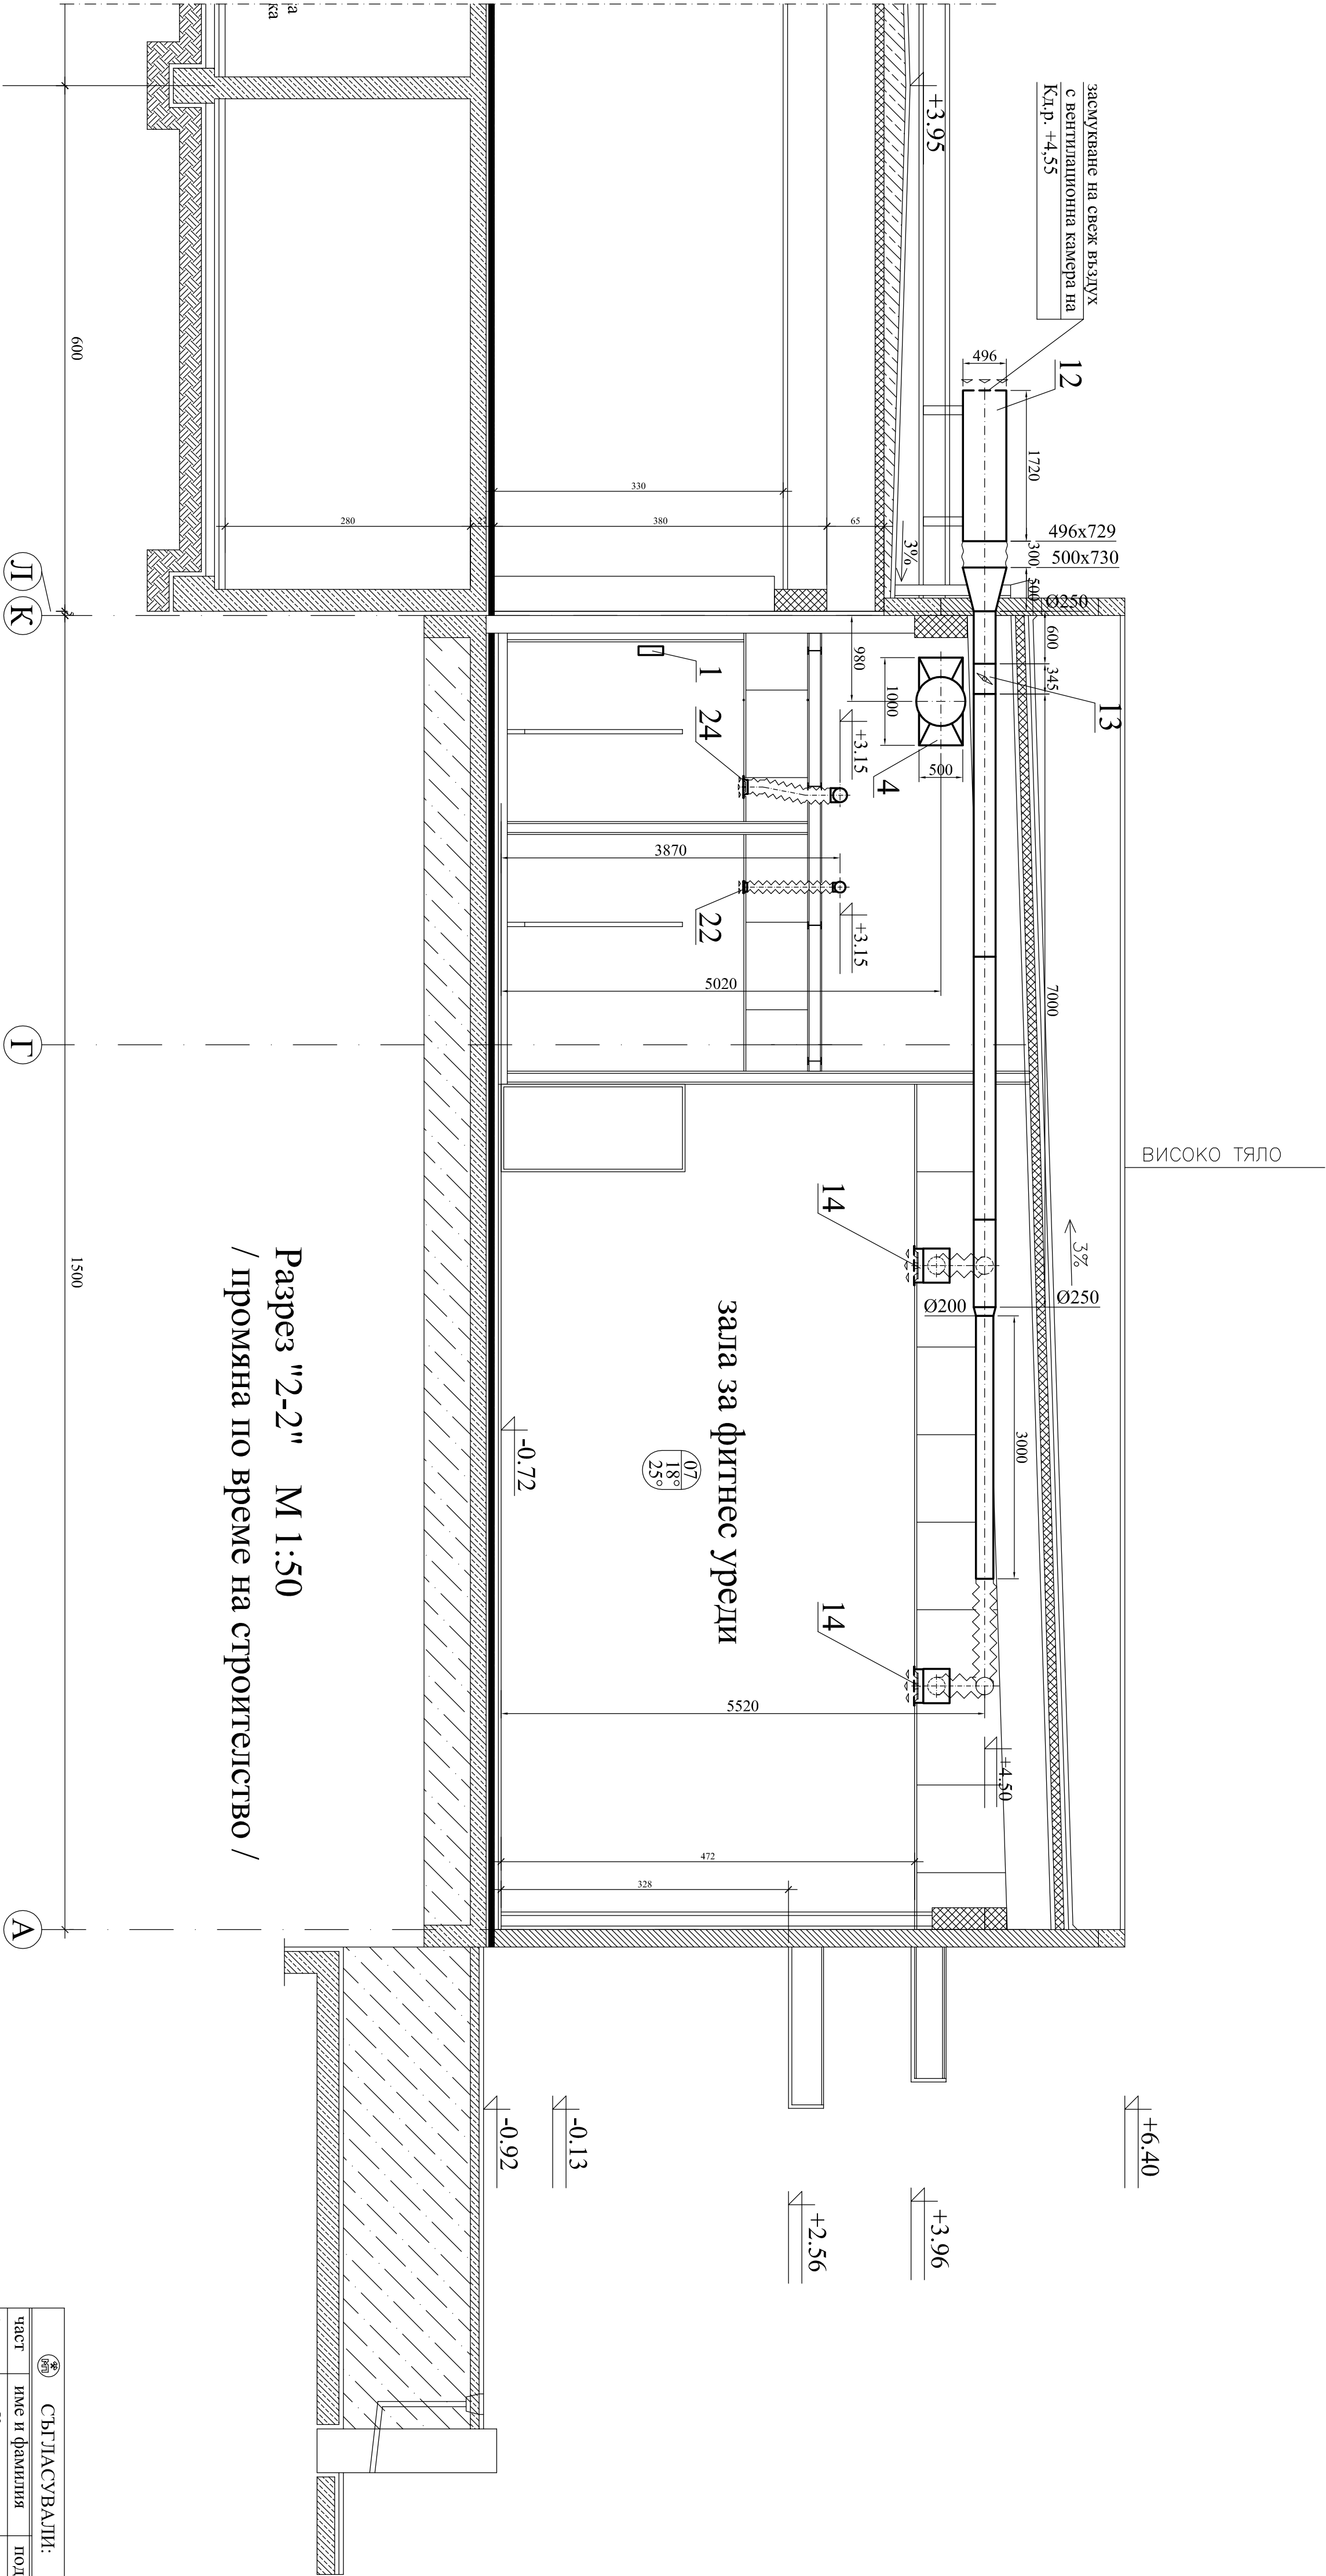 ВИСОКО ТЯЛО
+6.40
+3.96
+2.56
-0.13
-0.92
засмукване на свеж въздух
с вентилационна камера на
Кд.р. +4,55
+3.95
12
496
1720
300
500
496x729
500x730
Ø250
600
345
7000
13
3%
3%
Ø250
Ø200
3000
980
1000
500
4
+3.15
+3.15
1
24
22
3870
5020
14
14
5520
+4.50
472
328
330
380
65
280
зала за фитнес уреди
07
18°
25°
-0.72
Разрез "2-2" М 1:50
/ промяна по време на строителство /
а
ка
600
1500
Л
К
Г
А
СЪГЛАСУВАЛИ:
част
име и фамилия
под